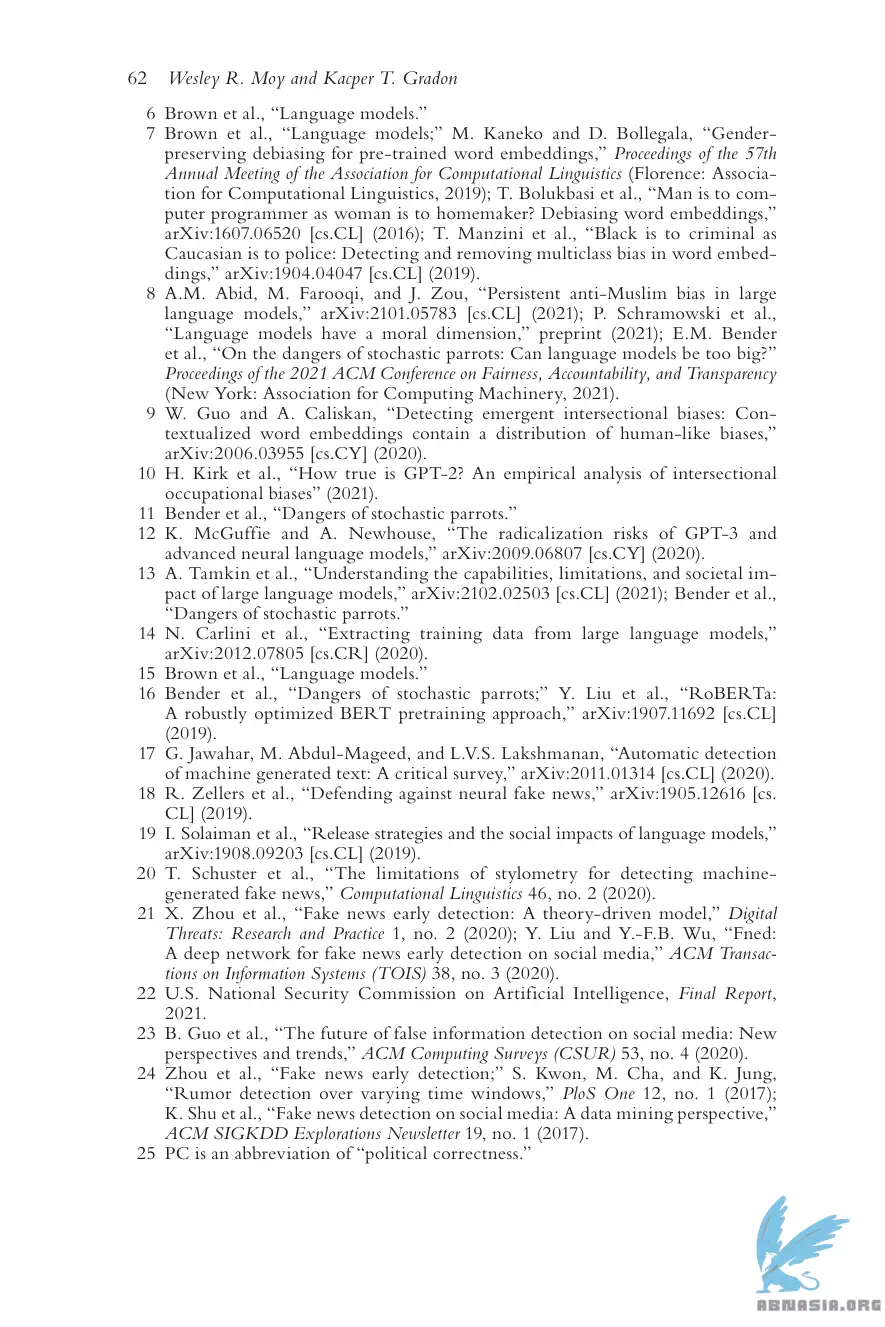 62 Wesley R. Moy and Kacper T. Gradon
6 Brown et al., “Language models.”
7 Brown et al., “Language models;” M. Kaneko and D. Bollegala, “Gender-
preserving debiasing for pre-trained word embeddings,” Proceedings of the 57th
Annual Meeting of the Association for Computational Linguistics (Florence: Associa-
tion for Computational Linguistics, 2019); T. Bolukbasi et al., “Man is to com-
puter programmer as woman is to homemaker? Debiasing word embeddings,”
arXiv:1607.06520 [cs.CL] (2016); T. Manzini et al., “Black is to criminal as
Caucasian is to police: Detecting and removing multiclass bias in word embed-
dings,” arXiv:1904.04047 [cs.CL] (2019).
8 A.M. Abid, M. Farooqi, and J. Zou, “Persistent anti-Muslim bias in large
language models,” arXiv:2101.05783 [cs.CL] (2021); P. Schramowski et al.,
“Language models have a moral dimension,” preprint (2021); E.M. Bender
et al., “On the dangers of stochastic parrots: Can language models be too big?”
Proceedings of the 2021 ACM Conference on Fairness, Accountability, and Transparency
(New York: Association for Computing Machinery, 2021).
9 W. Guo and A. Caliskan, “Detecting emergent intersectional biases: Con-
textualized word embeddings contain a distribution of human-like biases,”
arXiv:2006.03955 [cs.CY] (2020).
10 H. Kirk et al., “How true is GPT-2? An empirical analysis of intersectional
occupational biases” (2021).
11 Bender et al., “Dangers of stochastic parrots.”
12 K. McGuffie and A. Newhouse, “The radicalization risks of GPT-3 and
advanced neural language models,” arXiv:2009.06807 [cs.CY] (2020).
13 A. Tamkin et al., “Understanding the capabilities, limitations, and societal im-
pact of large language models,” arXiv:2102.02503 [cs.CL] (2021); Bender et al.,
“Dangers of stochastic parrots.”
14 N. Carlini et al., “Extracting training data from large language models,”
arXiv:2012.07805 [cs.CR] (2020).
15 Brown et al., “Language models.”
16 Bender et al., “Dangers of stochastic parrots;” Y. Liu et al., “RoBERTa:
A robustly optimized BERT pretraining approach,” arXiv:1907.11692 [cs.CL]
(2019).
17 G. Jawahar, M. Abdul-Mageed, and L.V.S. Lakshmanan, “Automatic detection
of machine generated text: A critical survey,” arXiv:2011.01314 [cs.CL] (2020).
18 R. Zellers et al., “Defending against neural fake news,” arXiv:1905.12616 [cs.
CL] (2019).
19 I. Solaiman et al., “Release strategies and the social impacts of language models,”
arXiv:1908.09203 [cs.CL] (2019).
20 T. Schuster et al., “The limitations of stylometry for detecting machine-
generated fake news,” Computational Linguistics 46, no. 2 (2020).
21 X. Zhou et al., “Fake news early detection: A theory-driven model,” Digital
Threats: Research and Practice 1, no. 2 (2020); Y. Liu and Y.-F.B. Wu, “Fned:
A deep network for fake news early detection on social media,” ACM Transac-
tions on Information Systems (TOIS) 38, no. 3 (2020).
22 U.S. National Security Commission on Artificial Intelligence, Final Report,
2021.
23 B. Guo et al., “The future of false information detection on social media: New
perspectives and trends,” ACM Computing Surveys (CSUR) 53, no. 4 (2020).
24 Zhou et al., “Fake news early detection;” S. Kwon, M. Cha, and K. Jung,
“Rumor detection over varying time windows,” PloS One 12, no. 1 (2017);
K. Shu et al., “Fake news detection on social media: A data mining perspective,”
ACM SIGKDD Explorations Newsletter 19, no. 1 (2017).
25 PC is an abbreviation of “political correctness.”
ABNASIA.ORG